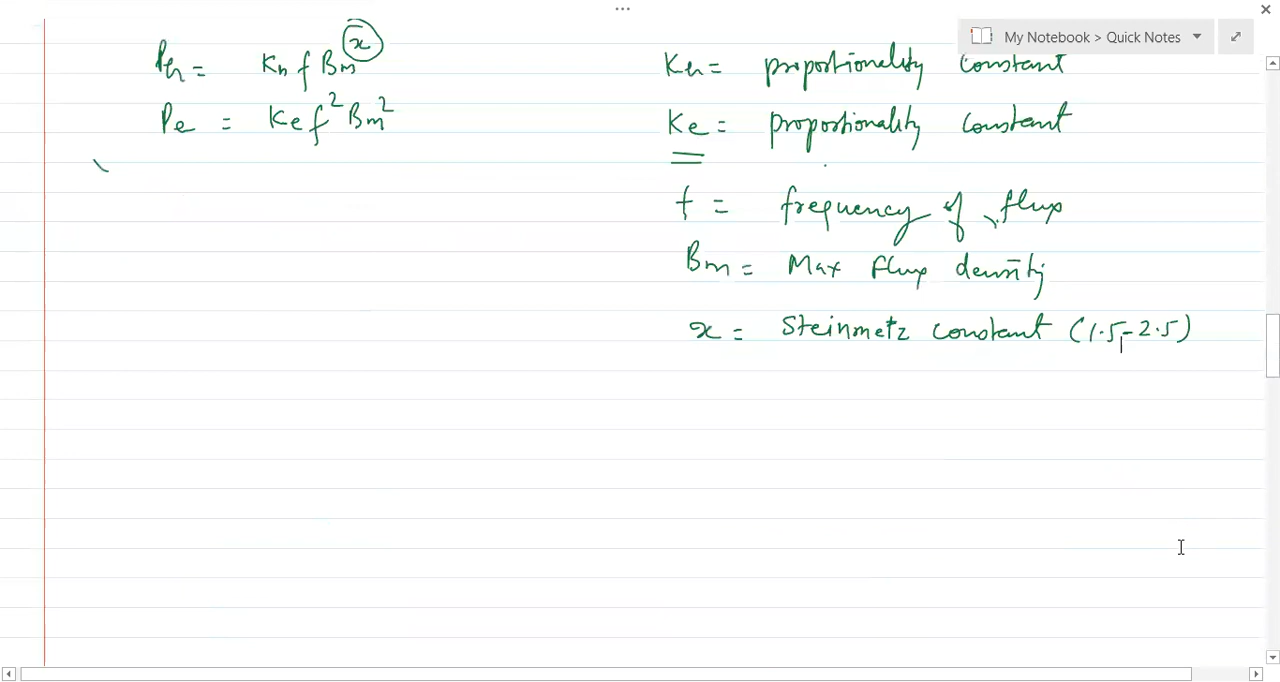 My Notebook > Quick Notes
Ph = Kh f Bm^x
Pe = Ke f^2 Bm^2
Kh = proportionality constant
Ke = proportionality constant
f = frequency of flux
Bm = Max flux density
x = Steinmetz constant (1.5-2.5)